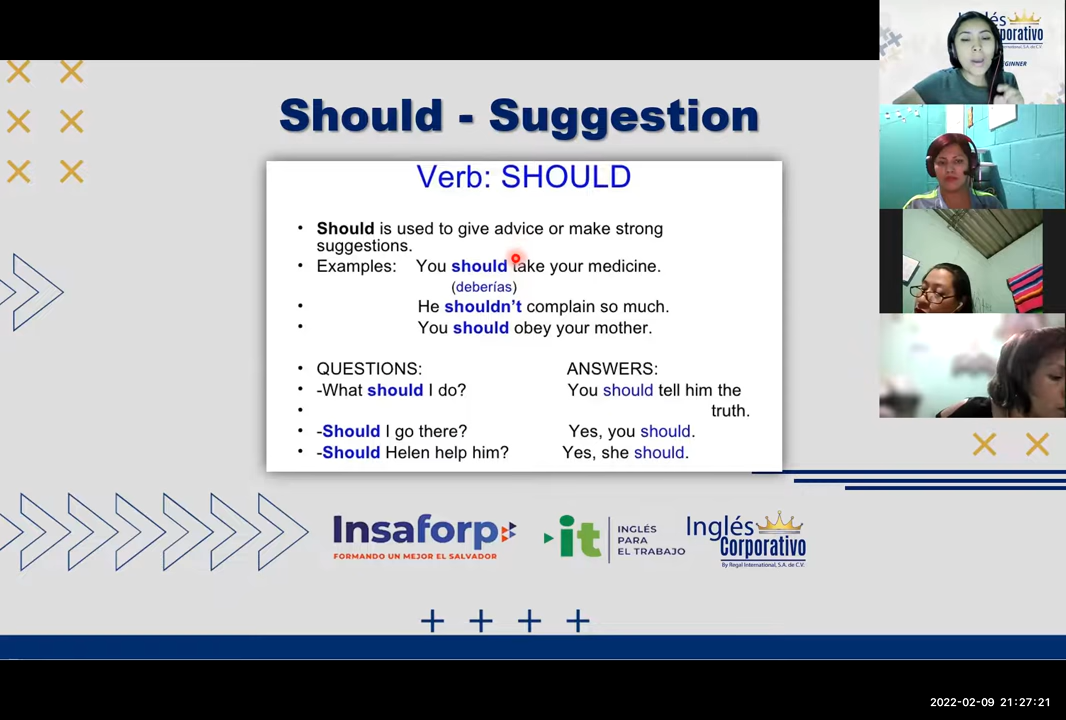 Should - Suggestion
Verb: SHOULD
• Should is used to give advice or make strong
suggestions.
• Examples: You should take your medicine.
(deberías)
• He shouldn't complain so much.
• You should obey your mother.
• QUESTIONS: ANSWERS:
• -What should I do? You should tell him the
• truth.
• -Should I go there? Yes, you should.
• -Should Helen help him? Yes, she should.
Insaforp
FORMANDO UN MEJOR EL SALVADOR
it
INGLÉS
PARA
EL TRABAJO
Inglés
Corporativo
By Regal International, S.A. de C.V.
2022-02-09 21:27:21